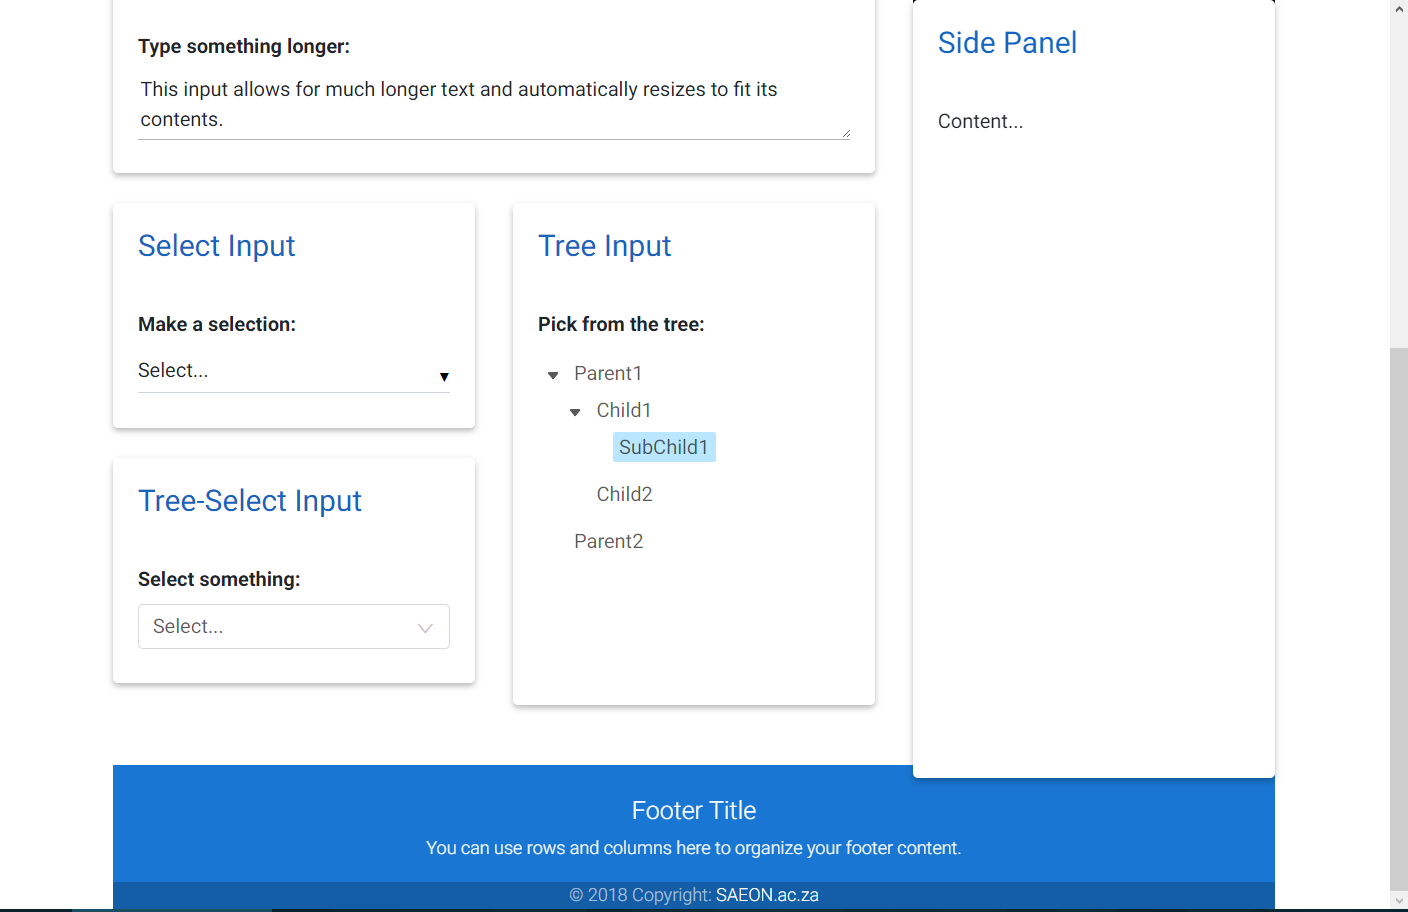 Type something longer:
This input allows for much longer text and automatically resizes to fit its
contents.
Side Panel
Content...
Select Input
Make a selection:
Select...
Tree Input
Pick from the tree:
Parent1
Child1
SubChild1
Child2
Parent2
Tree-Select Input
Select something:
Select...
Footer Title
You can use rows and columns here to organize your footer content.
© 2018 Copyright: SAEON.ac.za